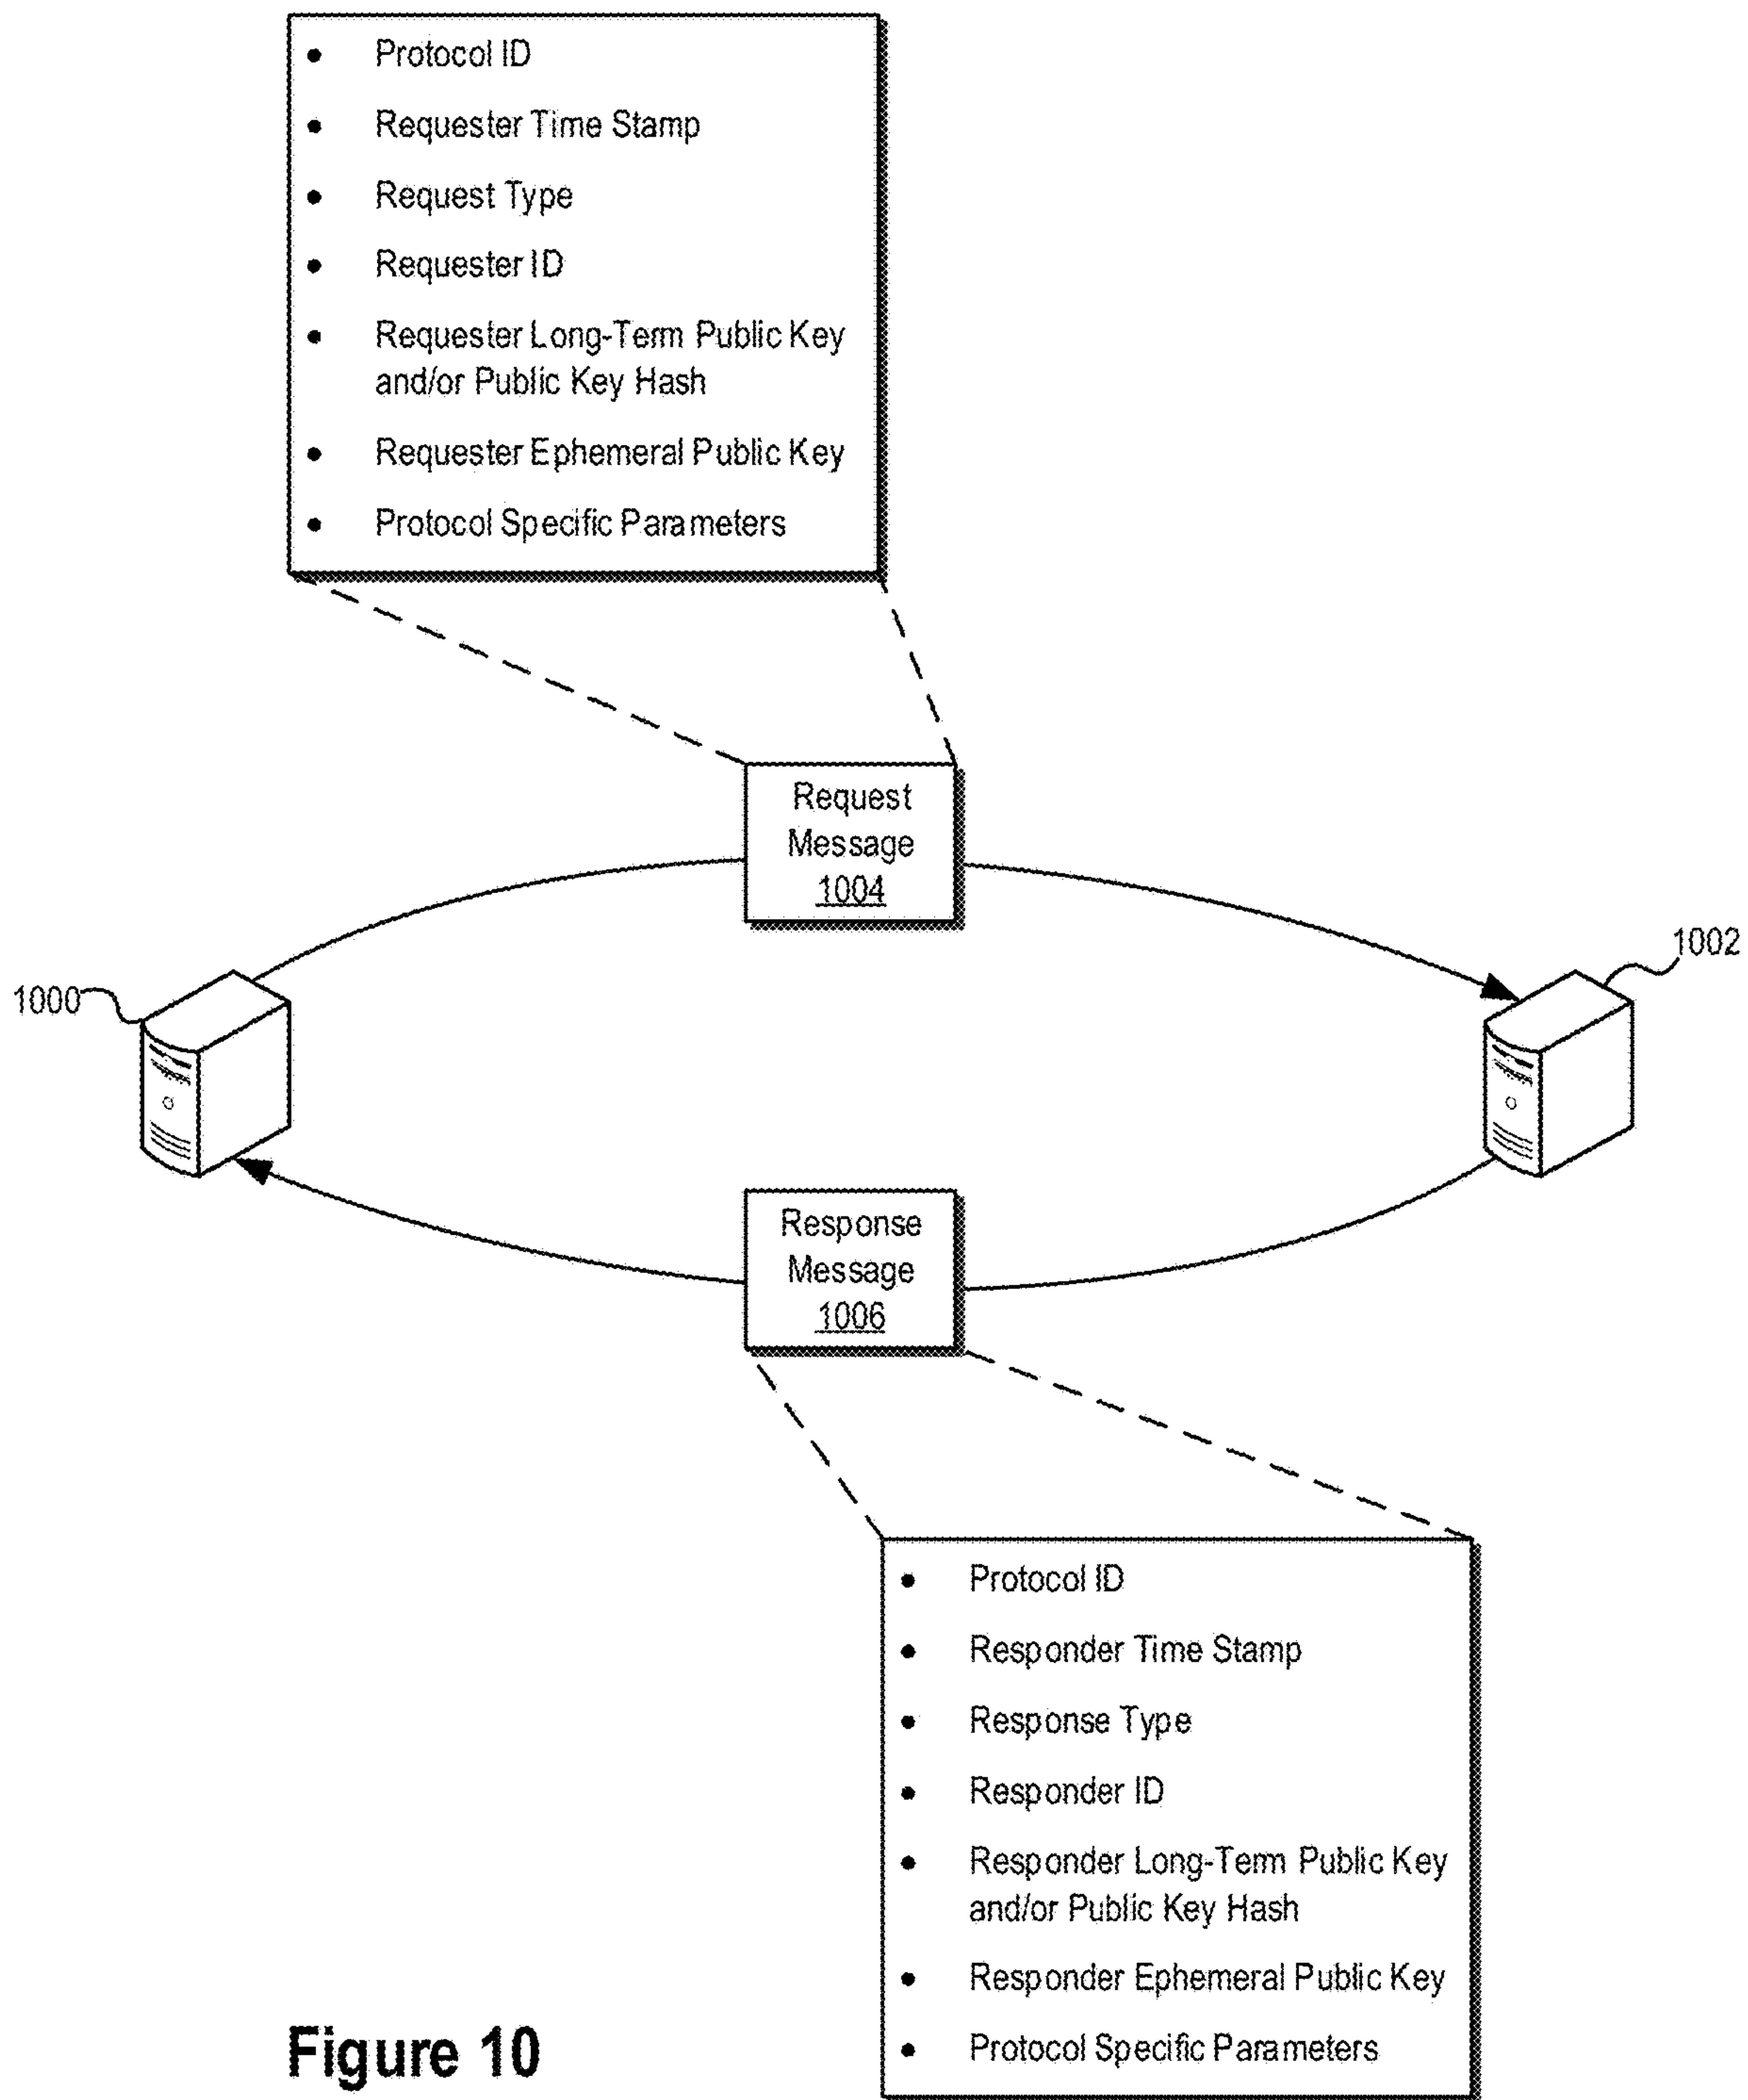 • Protocol ID
• Requester Time Stamp
• Request Type
• Requester ID
• Requester Long-Term Public Key
and/or Public Key Hash
• Requester Ephemeral Public Key
• Protocol Specific Parameters
Request
Message
1004
1002
1000
Response
Message
1006
• Protocol ID
• Responder Time Stamp
• Response Type
• Responder ID
• Responder Long-Term Public Key
and/or Public Key Hash
• Responder Ephemeral Public Key
• Protocol Specific Parameters
Figure 10